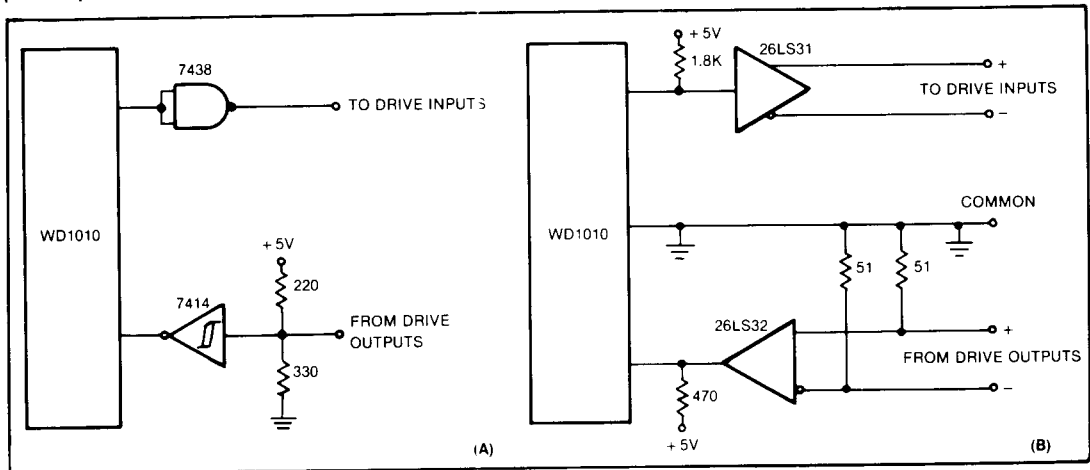 7438
TO DRIVE INPUTS
WD1010
+ 5V
220
7414
FROM DRIVE
OUTPUTS
330
(A)
+ 5V
1.8K
26LS31
+
TO DRIVE INPUTS
−
COMMON
WD1010
51
51
26LS32
+
FROM DRIVE OUTPUTS
−
470
+ 5V
(B)